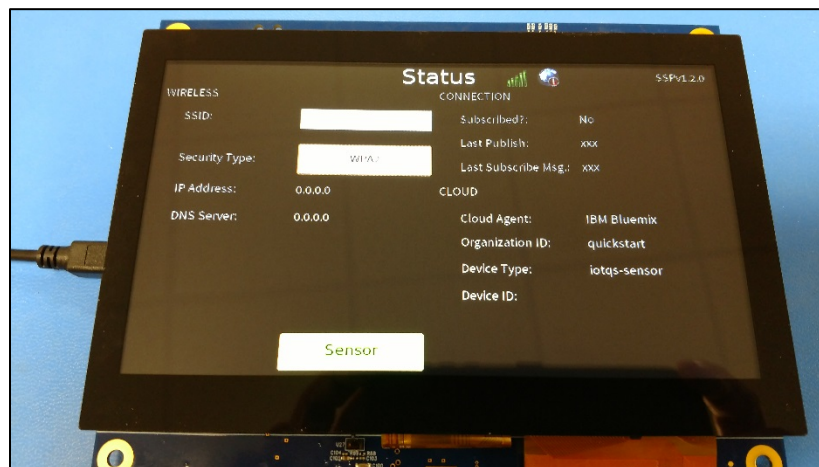 Status
SSPv1.2.0
WIRELESS
SSID:
Security Type:
WPA2
IP Address: 0.0.0.0
DNS Server: 0.0.0.0
CONNECTION
Subscribed?: No
Last Publish: xxx
Last Subscribe Msg.: xxx
CLOUD
Cloud Agent: IBM Bluemix
Organization ID: quickstart
Device Type: iotqs-sensor
Device ID:
Sensor